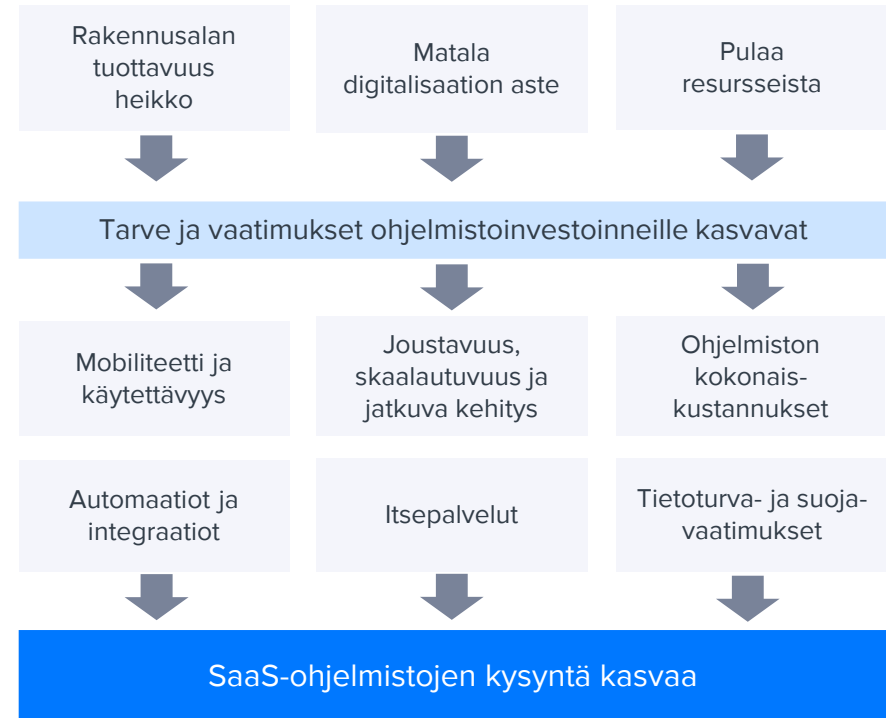 Rakennusalan
tuottavuus
heikko
Matala
digitalisaation aste
Pulaa
resursseista
Tarve ja vaatimukset ohjelmistoinvestoinneille kasvavat
Mobiliteetti ja
käytettävyys
Joustavuus,
skaalautuvuus ja
jatkuva kehitys
Ohjelmiston
kokonais-
kustannukset
Automaatiot ja
integraatiot
Itsepalvelut
Tietoturva- ja suoja-
vaatimukset
SaaS-ohjelmistojen kysyntä kasvaa